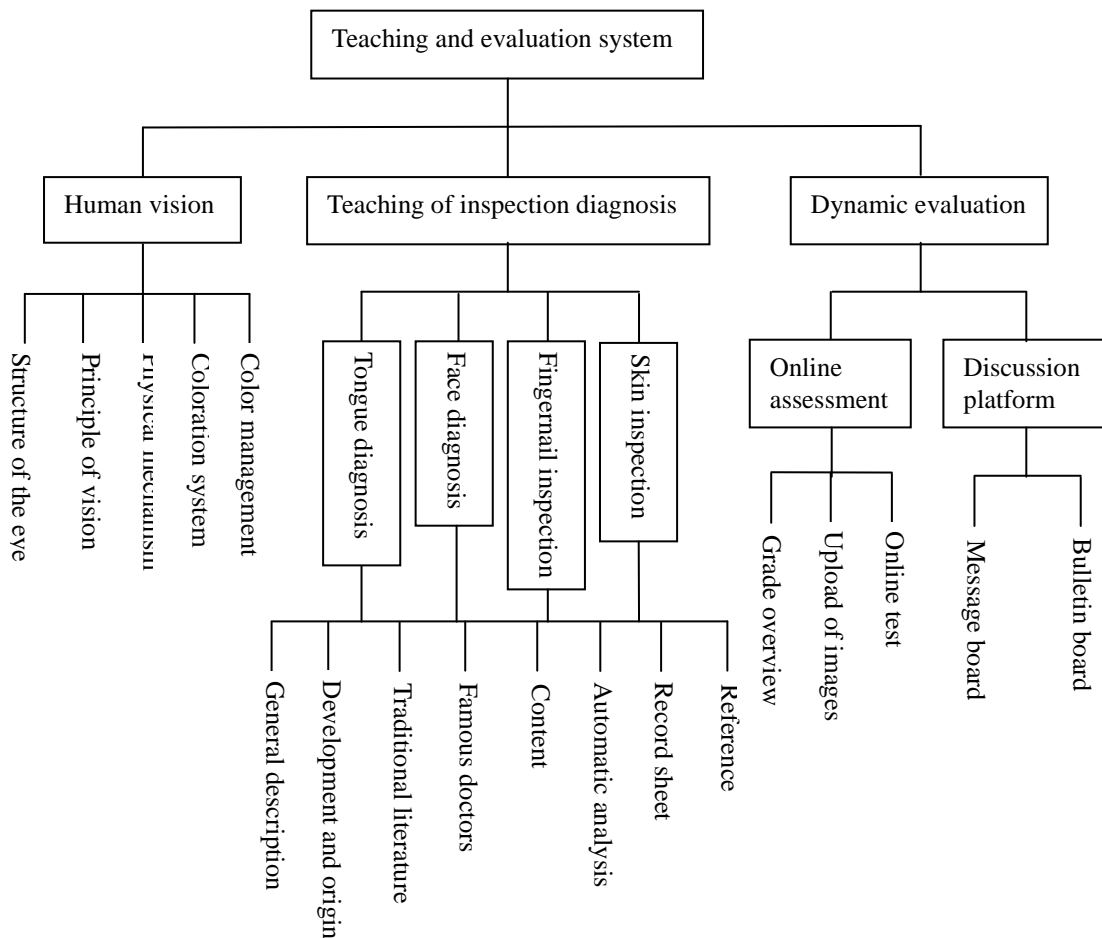 Teaching and evaluation system
Human vision
Teaching of inspection diagnosis
Dynamic evaluation
Structure of the eye
Principle of vision
Physical mechanism
Coloration system
Color management
Tongue diagnosis
Face diagnosis
Fingernail inspection
Skin inspection
Online
assessment
Discussion
platform
General description
Development and origin
Traditional literature
Famous doctors
Content
Automatic analysis
Record sheet
Reference
Grade overview
Upload of images
Online test
Message board
Bulletin board